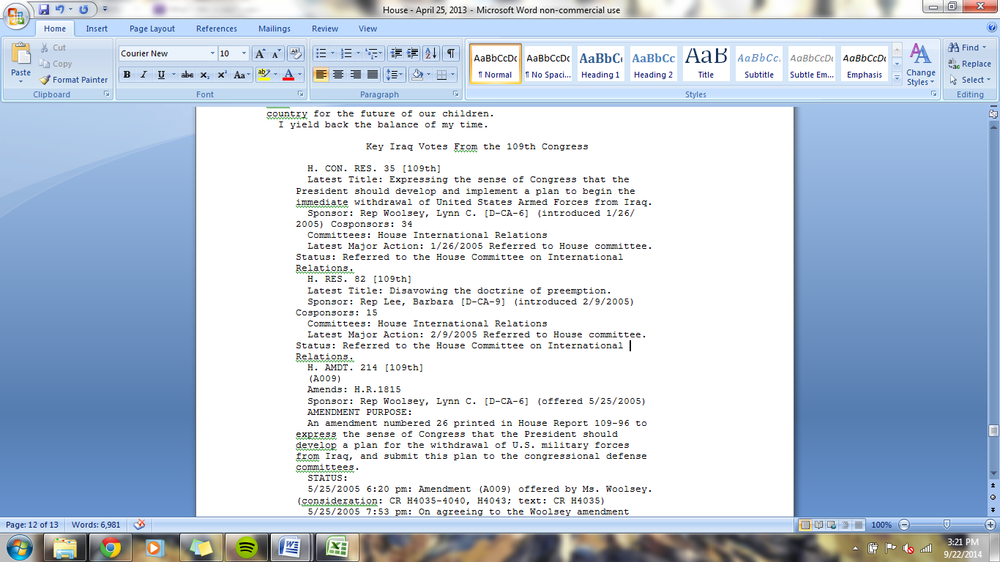 House - April 25, 2013 - Microsoft Word non-commercial use
Home Insert Page Layout References Mailings Review View
Paste
Cut
Copy
Format Painter
Clipboard
Courier New 10
Font
Paragraph
AaBbCcDc AaBbCcDc AaBbC AaBbCc AaB AaBbCc. AaBbCcDc AaBbCcDc
¶ Normal ¶ No Spaci... Heading 1 Heading 2 Title Subtitle Subtle Em... Emphasis
Change Styles
Styles
Find
Replace
Select
Editing
country for the future of our children.
I yield back the balance of my time.
Key Iraq Votes From the 109th Congress
H. CON. RES. 35 [109th]
Latest Title: Expressing the sense of Congress that the
President should develop and implement a plan to begin the
immediate withdrawal of United States Armed Forces from Iraq.
Sponsor: Rep Woolsey, Lynn C. [D-CA-6] (introduced 1/26/
2005) Cosponsors: 34
Committees: House International Relations
Latest Major Action: 1/26/2005 Referred to House committee.
Status: Referred to the House Committee on International
Relations.
H. RES. 82 [109th]
Latest Title: Disavowing the doctrine of preemption.
Sponsor: Rep Lee, Barbara [D-CA-9] (introduced 2/9/2005)
Cosponsors: 15
Committees: House International Relations
Latest Major Action: 2/9/2005 Referred to House committee.
Status: Referred to the House Committee on International
Relations.
H. AMDT. 214 [109th]
(A009)
Amends: H.R.1815
Sponsor: Rep Woolsey, Lynn C. [D-CA-6] (offered 5/25/2005)
AMENDMENT PURPOSE:
An amendment numbered 26 printed in House Report 109-96 to
express the sense of Congress that the President should
develop a plan for the withdrawal of U.S. military forces
from Iraq, and submit this plan to the congressional defense
committees.
STATUS:
5/25/2005 6:20 pm: Amendment (A009) offered by Ms. Woolsey.
(consideration: CR H4035-4040, H4043; text: CR H4035)
5/25/2005 7:53 pm: On agreeing to the Woolsey amendment
Page: 12 of 13 Words: 6,981 100%
3:21 PM
9/22/2014